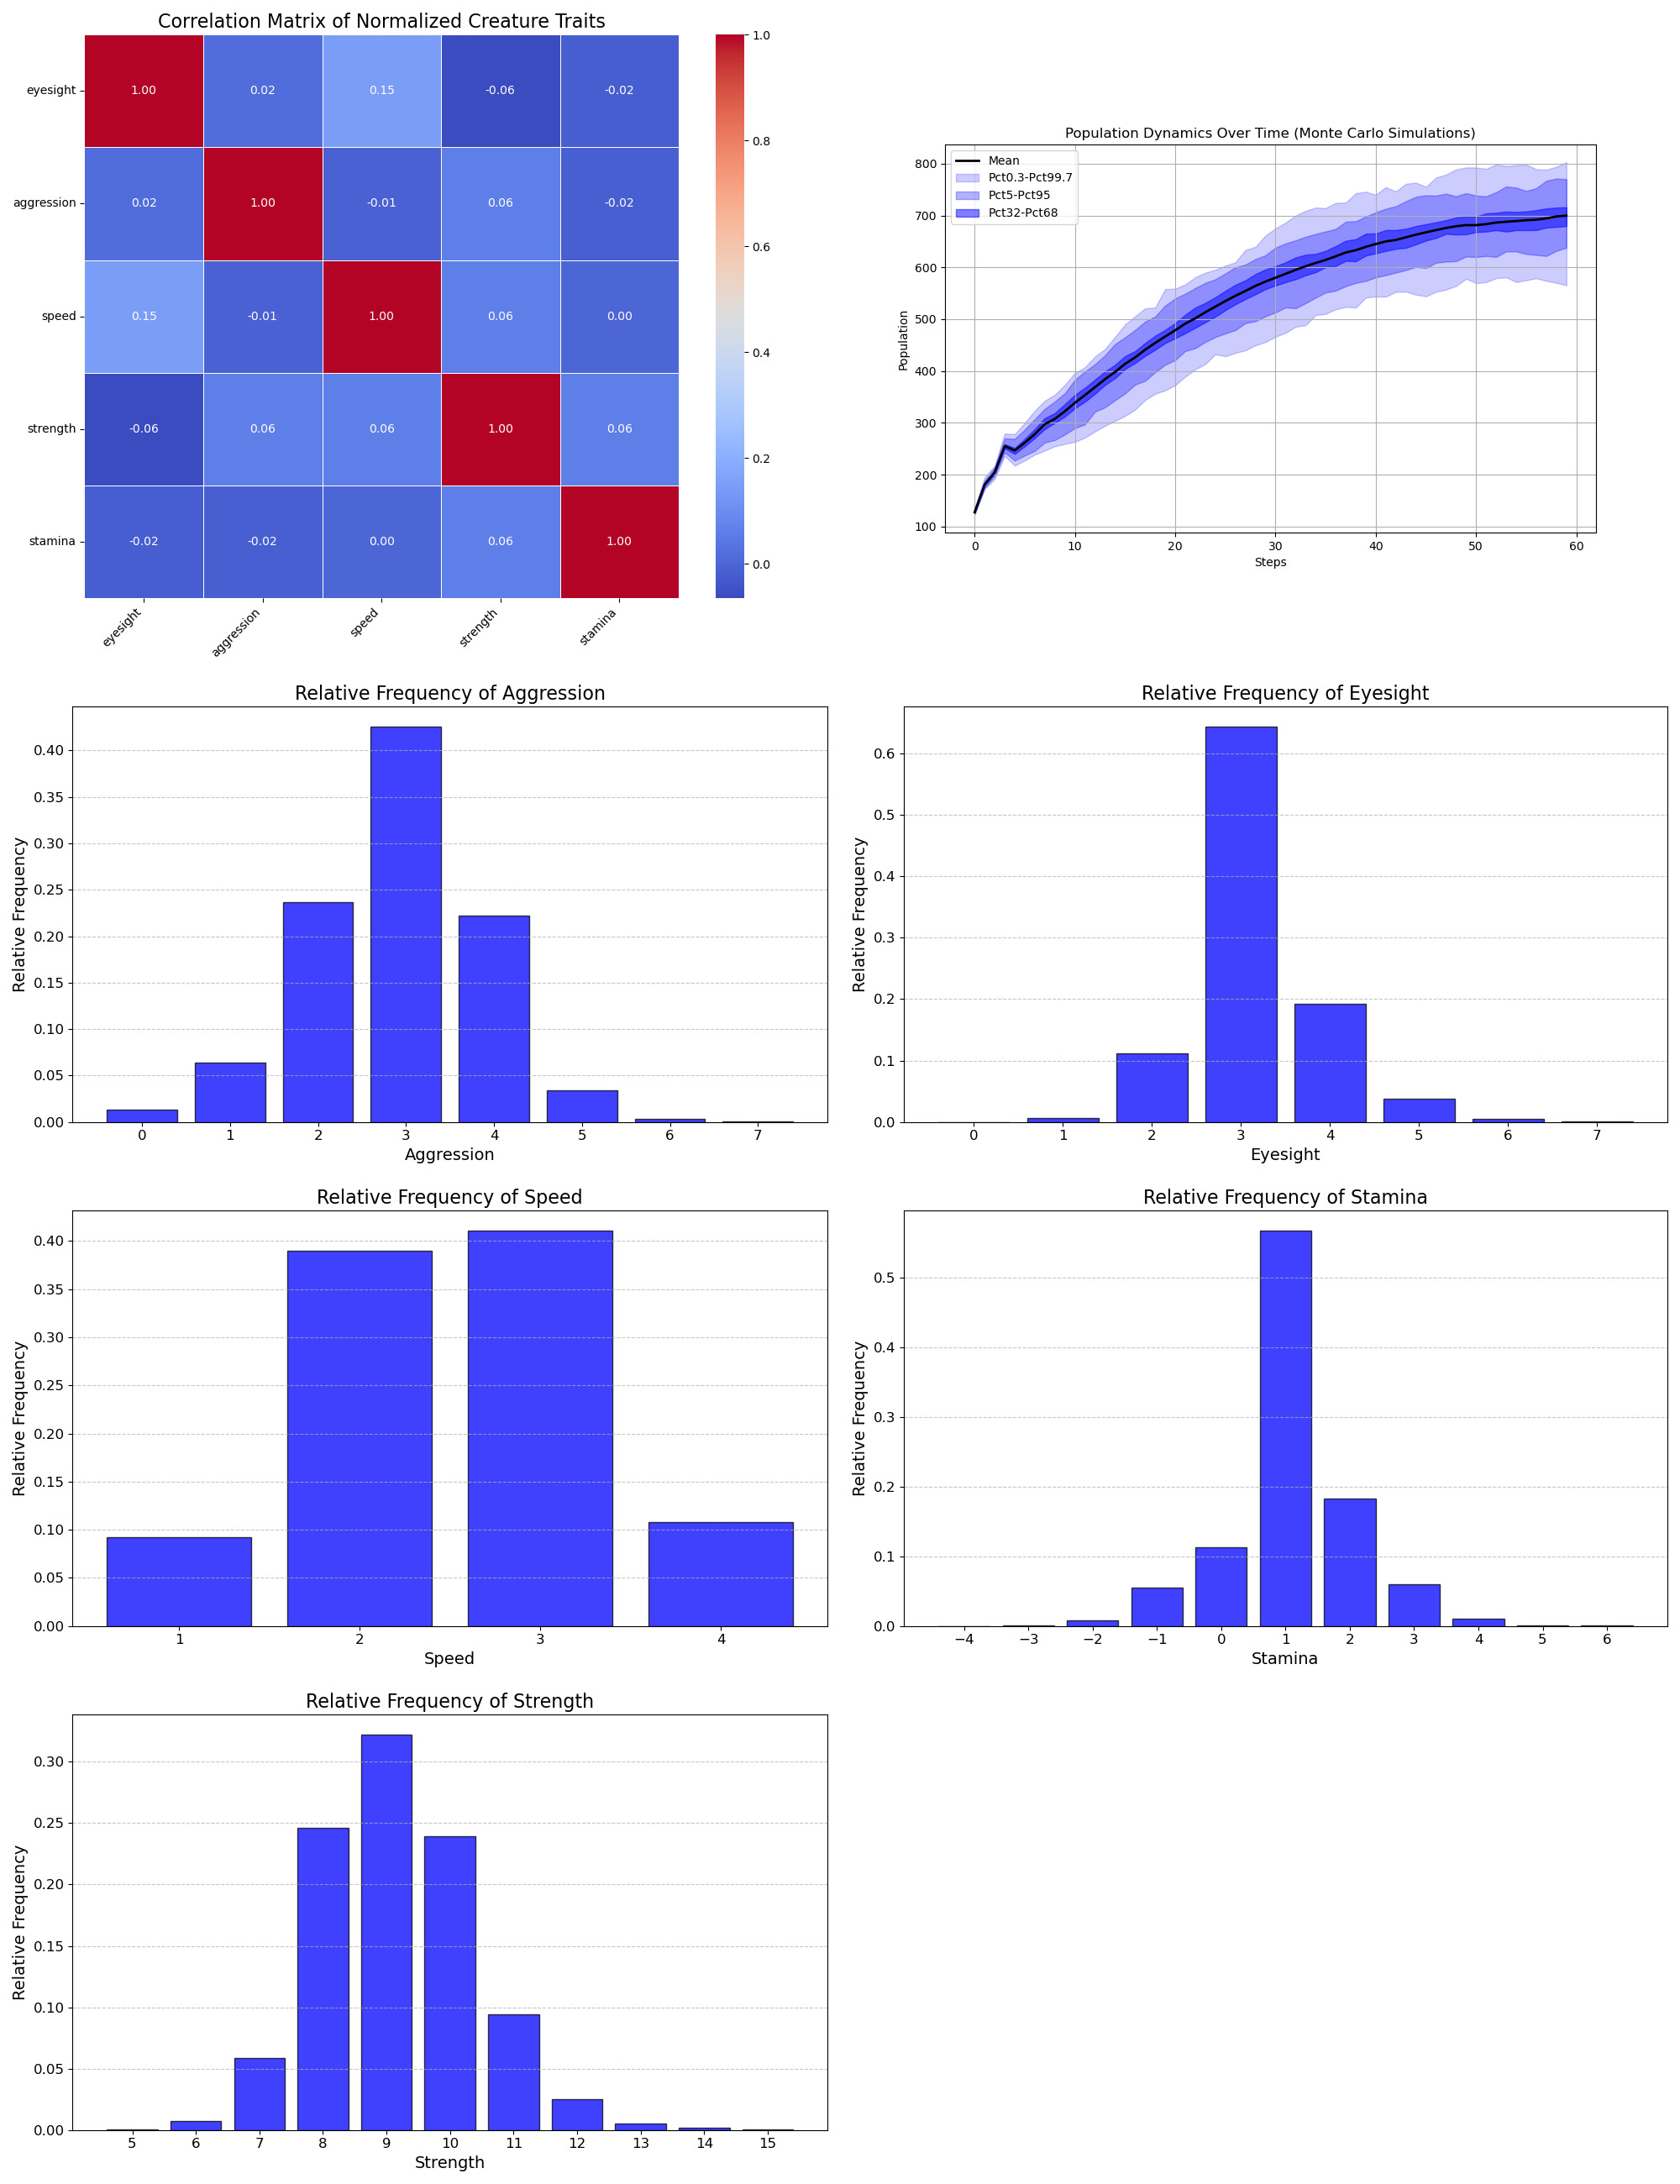 Correlation Matrix of Normalized Creature Traits
eyesight 1.00 0.02 0.15 -0.06 -0.02
aggression 0.02 1.00 -0.01 0.06 -0.02
speed 0.15 -0.01 1.00 0.06 0.00
strength -0.06 0.06 0.06 1.00 0.06
stamina -0.02 -0.02 0.00 0.06 1.00
eyesight aggression speed strength stamina
1.0
0.8
0.6
0.4
0.2
0.0
Population Dynamics Over Time (Monte Carlo Simulations)
Mean
Pct0.3-Pct99.7
Pct5-Pct95
Pct32-Pct68
Population
800
700
600
500
400
300
200
100
0 10 20 30 40 50 60
Steps
Relative Frequency of Aggression
Relative Frequency
0.40
0.35
0.30
0.25
0.20
0.15
0.10
0.05
0.00
0 1 2 3 4 5 6 7
Aggression
Relative Frequency of Eyesight
Relative Frequency
0.6
0.5
0.4
0.3
0.2
0.1
0.0
0 1 2 3 4 5 6 7
Eyesight
Relative Frequency of Speed
Relative Frequency
0.40
0.35
0.30
0.25
0.20
0.15
0.10
0.05
0.00
1 2 3 4
Speed
Relative Frequency of Stamina
Relative Frequency
0.5
0.4
0.3
0.2
0.1
0.0
−4 −3 −2 −1 0 1 2 3 4 5 6
Stamina
Relative Frequency of Strength
Relative Frequency
0.30
0.25
0.20
0.15
0.10
0.05
0.00
5 6 7 8 9 10 11 12 13 14 15
Strength